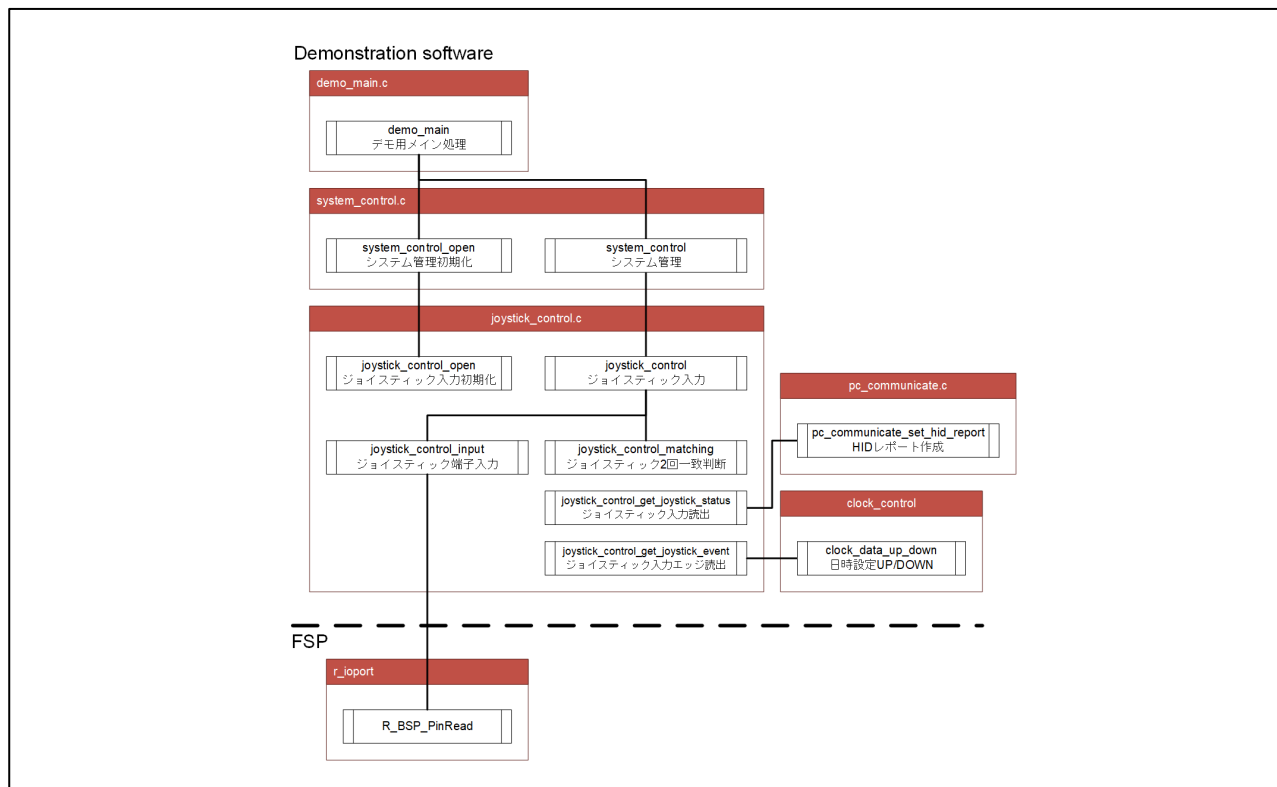 Demonstration software
demo_main.c
demo_main
デモ用メイン処理
system_control.c
system_control_open
システム管理初期化
system_control
システム管理
joystick_control.c
joystick_control_open
ジョイスティック入力初期化
joystick_control
ジョイスティック入力
joystick_control_input
ジョイスティック端子入力
joystick_control_matching
ジョイスティック2回一致判断
joystick_control_get_joystick_status
ジョイスティック入力読出
joystick_control_get_joystick_event
ジョイスティック入力エッジ読出
pc_communicate.c
pc_communicate_set_hid_report
HIDレポート作成
clock_control
clock_data_up_down
日時設定UP/DOWN
FSP
r_ioport
R_BSP_PinRead